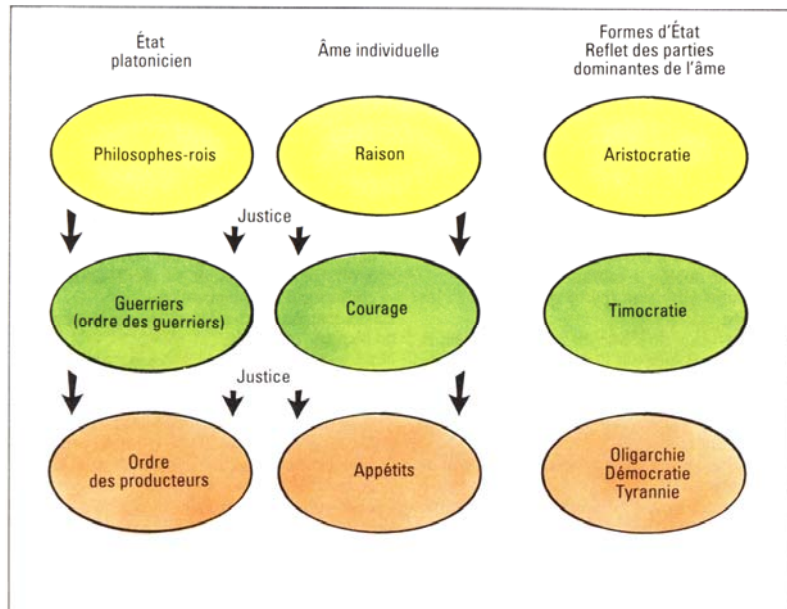 État
platonicien
Âme individuelle
Formes d'État
Reflet des parties
dominantes de l'âme
Philosophes-rois
Raison
Aristocratie
Justice
Guerriers
(ordre des guerriers)
Courage
Timocratie
Justice
Ordre
des producteurs
Appétits
Oligarchie
Démocratie
Tyrannie